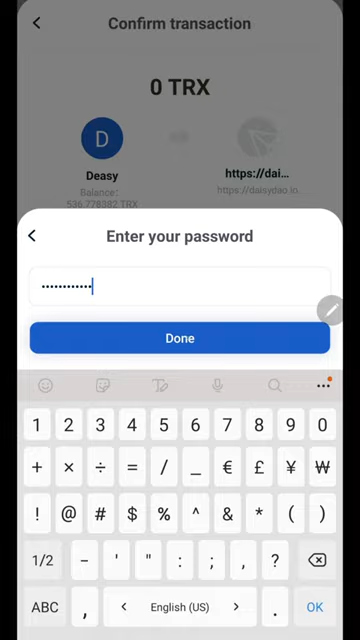 Confirm transaction
0 TRX
D
Deasy
https://dai...
Balance:
https://daisydao.io.
536.778382 TRX
Enter your password
••••••••••••
Done
1 2 3 4 5 6 7 8 9 0
+ × ÷ = / _ € £ ¥ ₩
! @ # $ % ^ & * ( )
1/2 - ' " : ; , ?
ABC , < English (US) > . OK